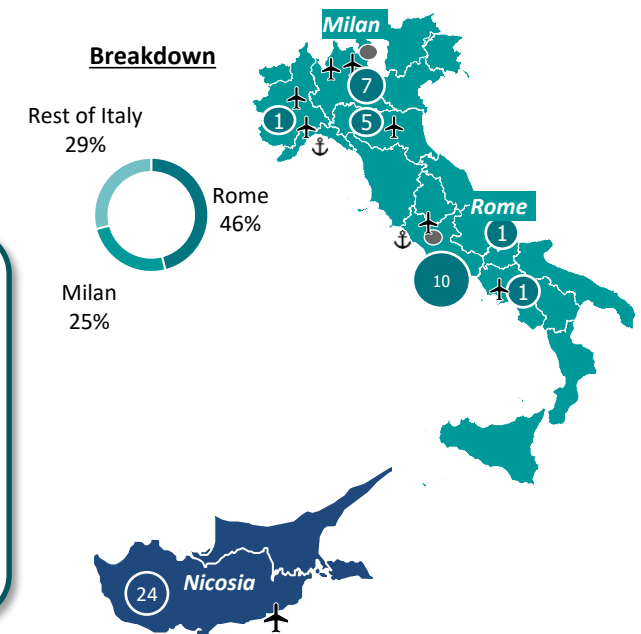 Milan
Breakdown
7
Rest of Italy
29%
1
5
Rome
46%
Rome
1
Milan
25%
10
1
24
Nicosia